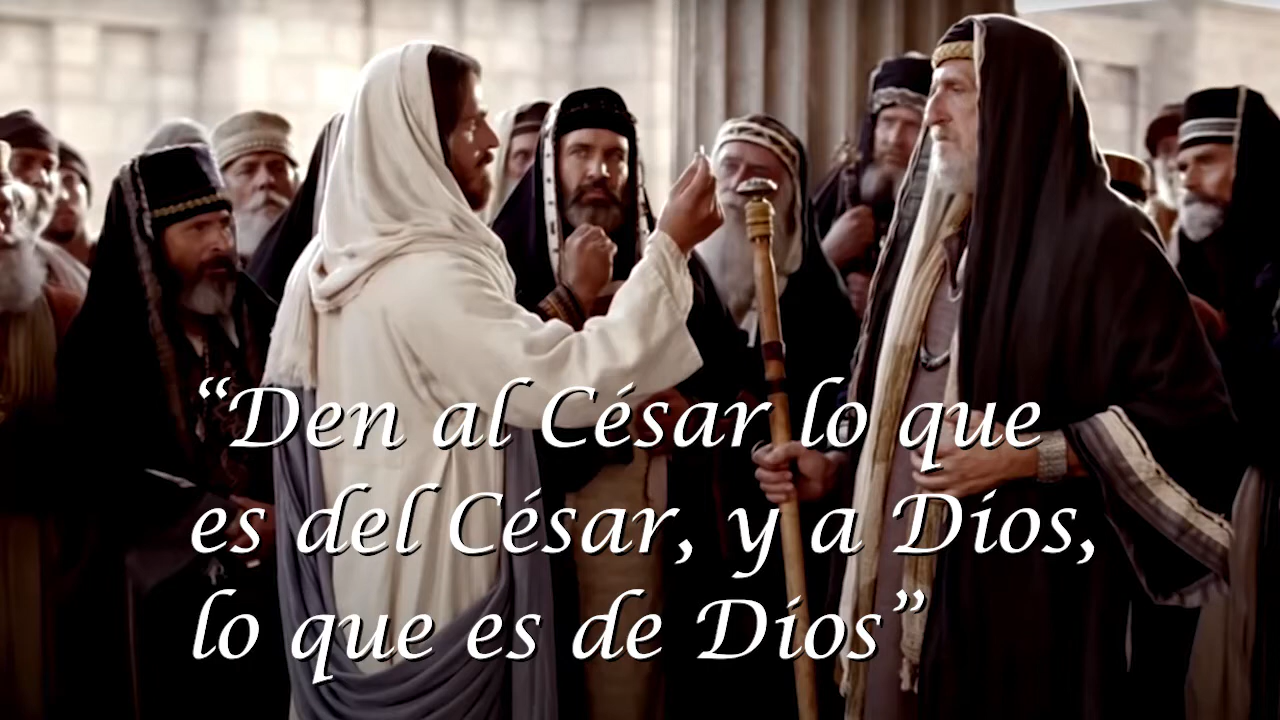 “Den al César lo que
es del César, y a Dios,
lo que es de Dios”